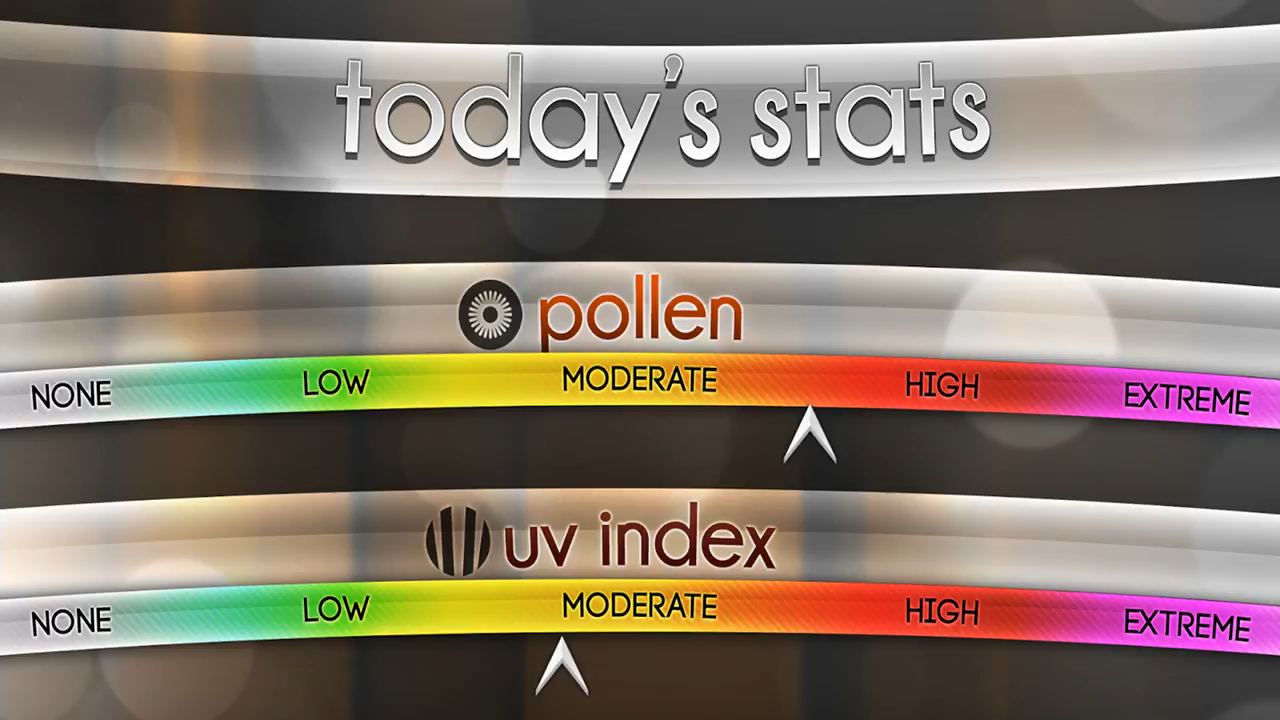 today's stats
pollen
NONE LOW MODERATE HIGH EXTREME
uv index
NONE LOW MODERATE HIGH EXTREME